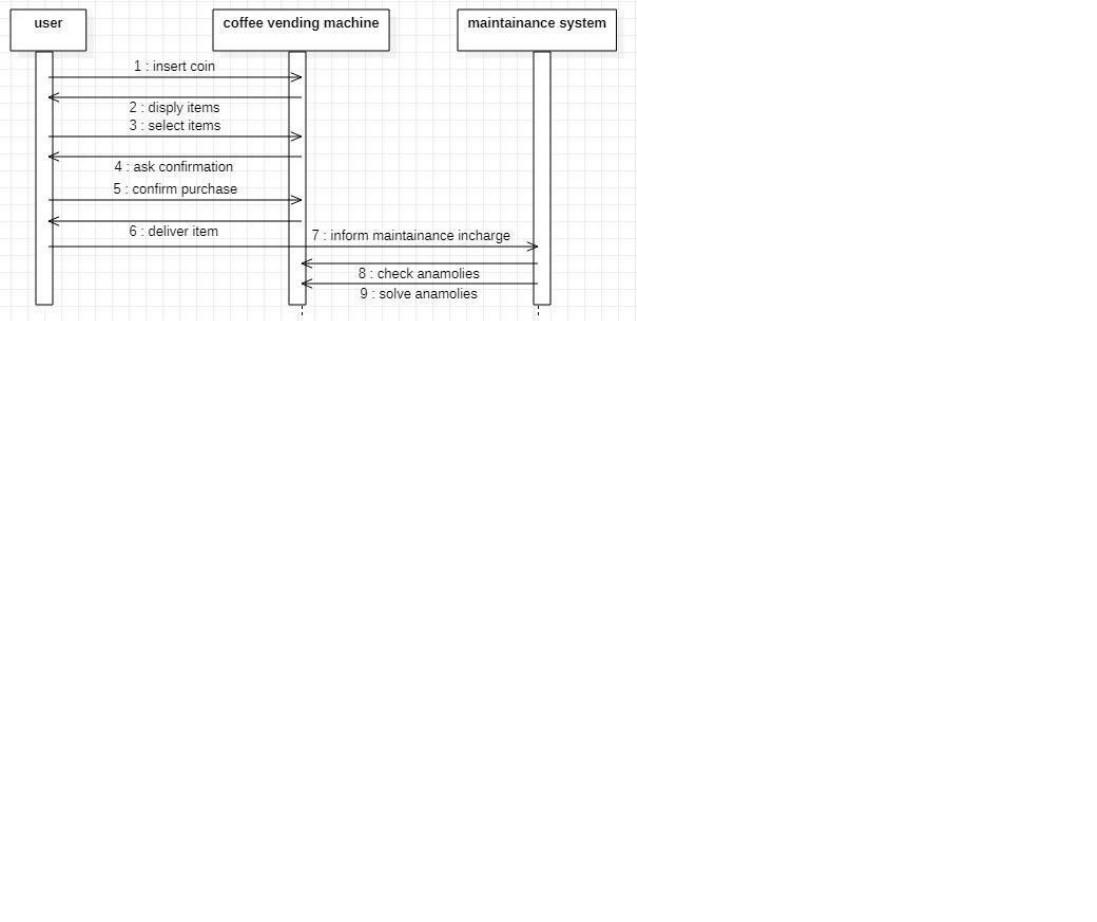 user
coffee vending machine
maintainance system
1 : insert coin
2 : disply items
3 : select items
4 : ask confirmation
5 : confirm purchase
6 : deliver item
7 : inform maintainance incharge
8 : check anamolies
9 : solve anamolies